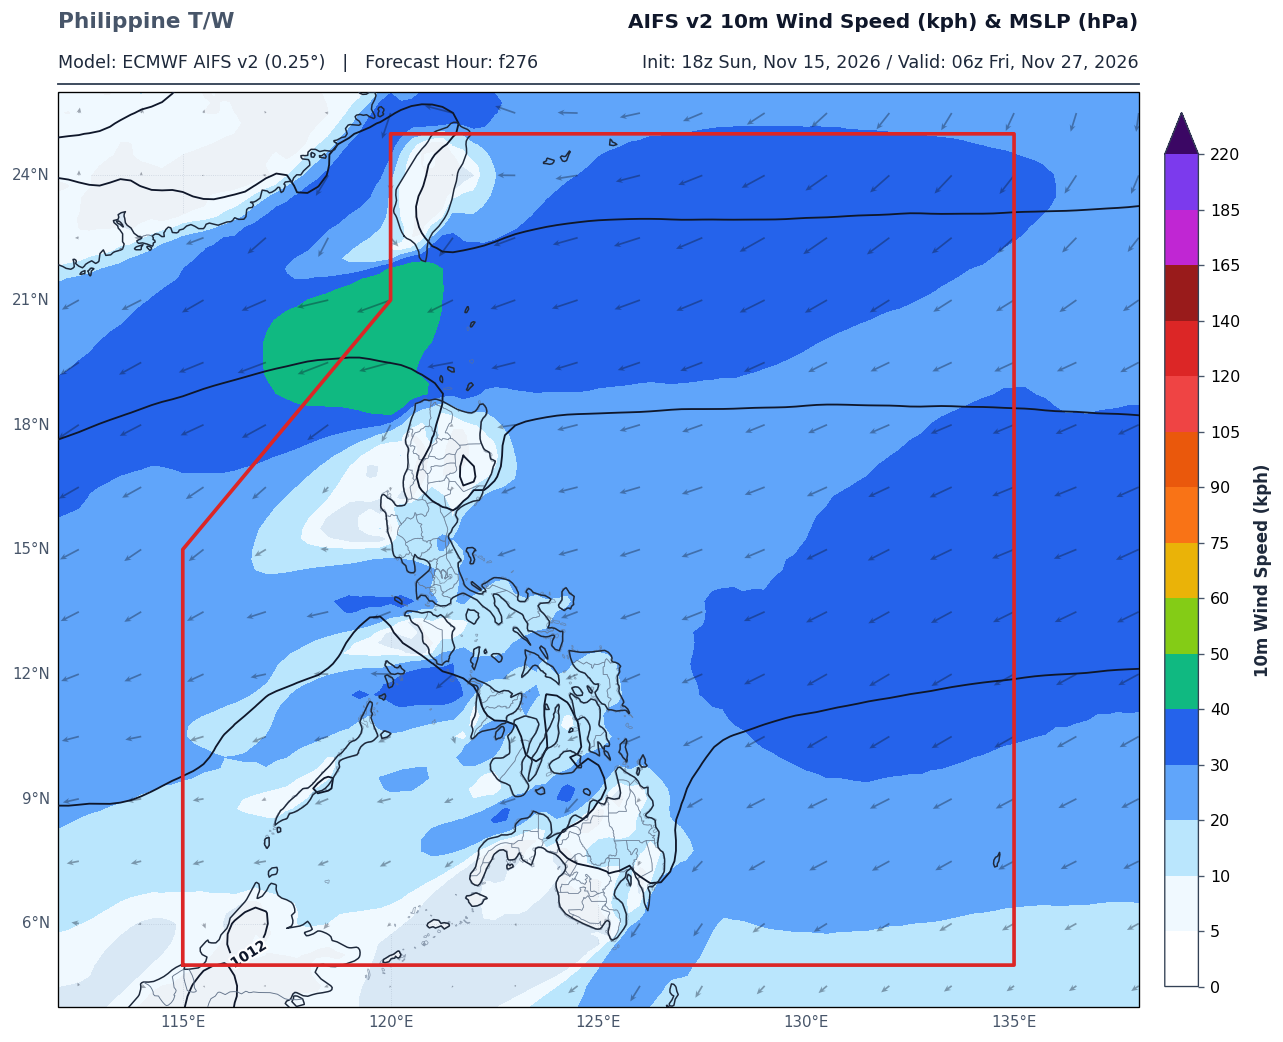 Philippine T/W
AIFS v2 10m Wind Speed (kph) & MSLP (hPa)
Model: ECMWF AIFS v2 (0.25°) | Forecast Hour: f276
Init: 18z Sun, Nov 15, 2026 / Valid: 06z Fri, Nov 27, 2026
24°N
21°N
18°N
15°N
12°N
9°N
6°N
1012
115°E
120°E
125°E
130°E
135°E
220
185
165
140
120
105
90
75
60
50
40
30
20
10
5
0
10m Wind Speed (kph)